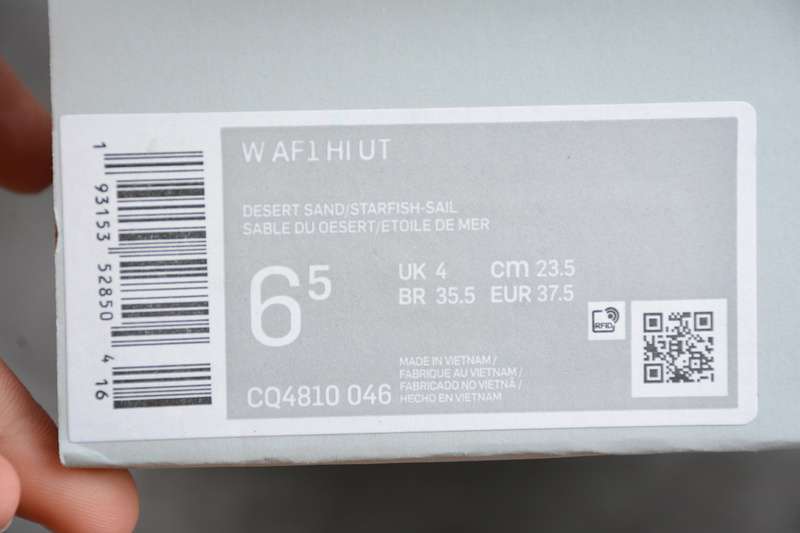 1 93153 52850 4 16
W AF1 HI UT
DESERT SAND/STARFISH-SAIL
SABLE DU OESERT/ETOILE DE MER
6 5
UK 4 cm 23.5
BR 35.5 EUR 37.5
RFID
MADE IN VIETNAM /
FABRIQUE AU VIETNAM /
FABRICADO NO VIETNÃ /
HECHO EN VIETNAM
CQ4810 046